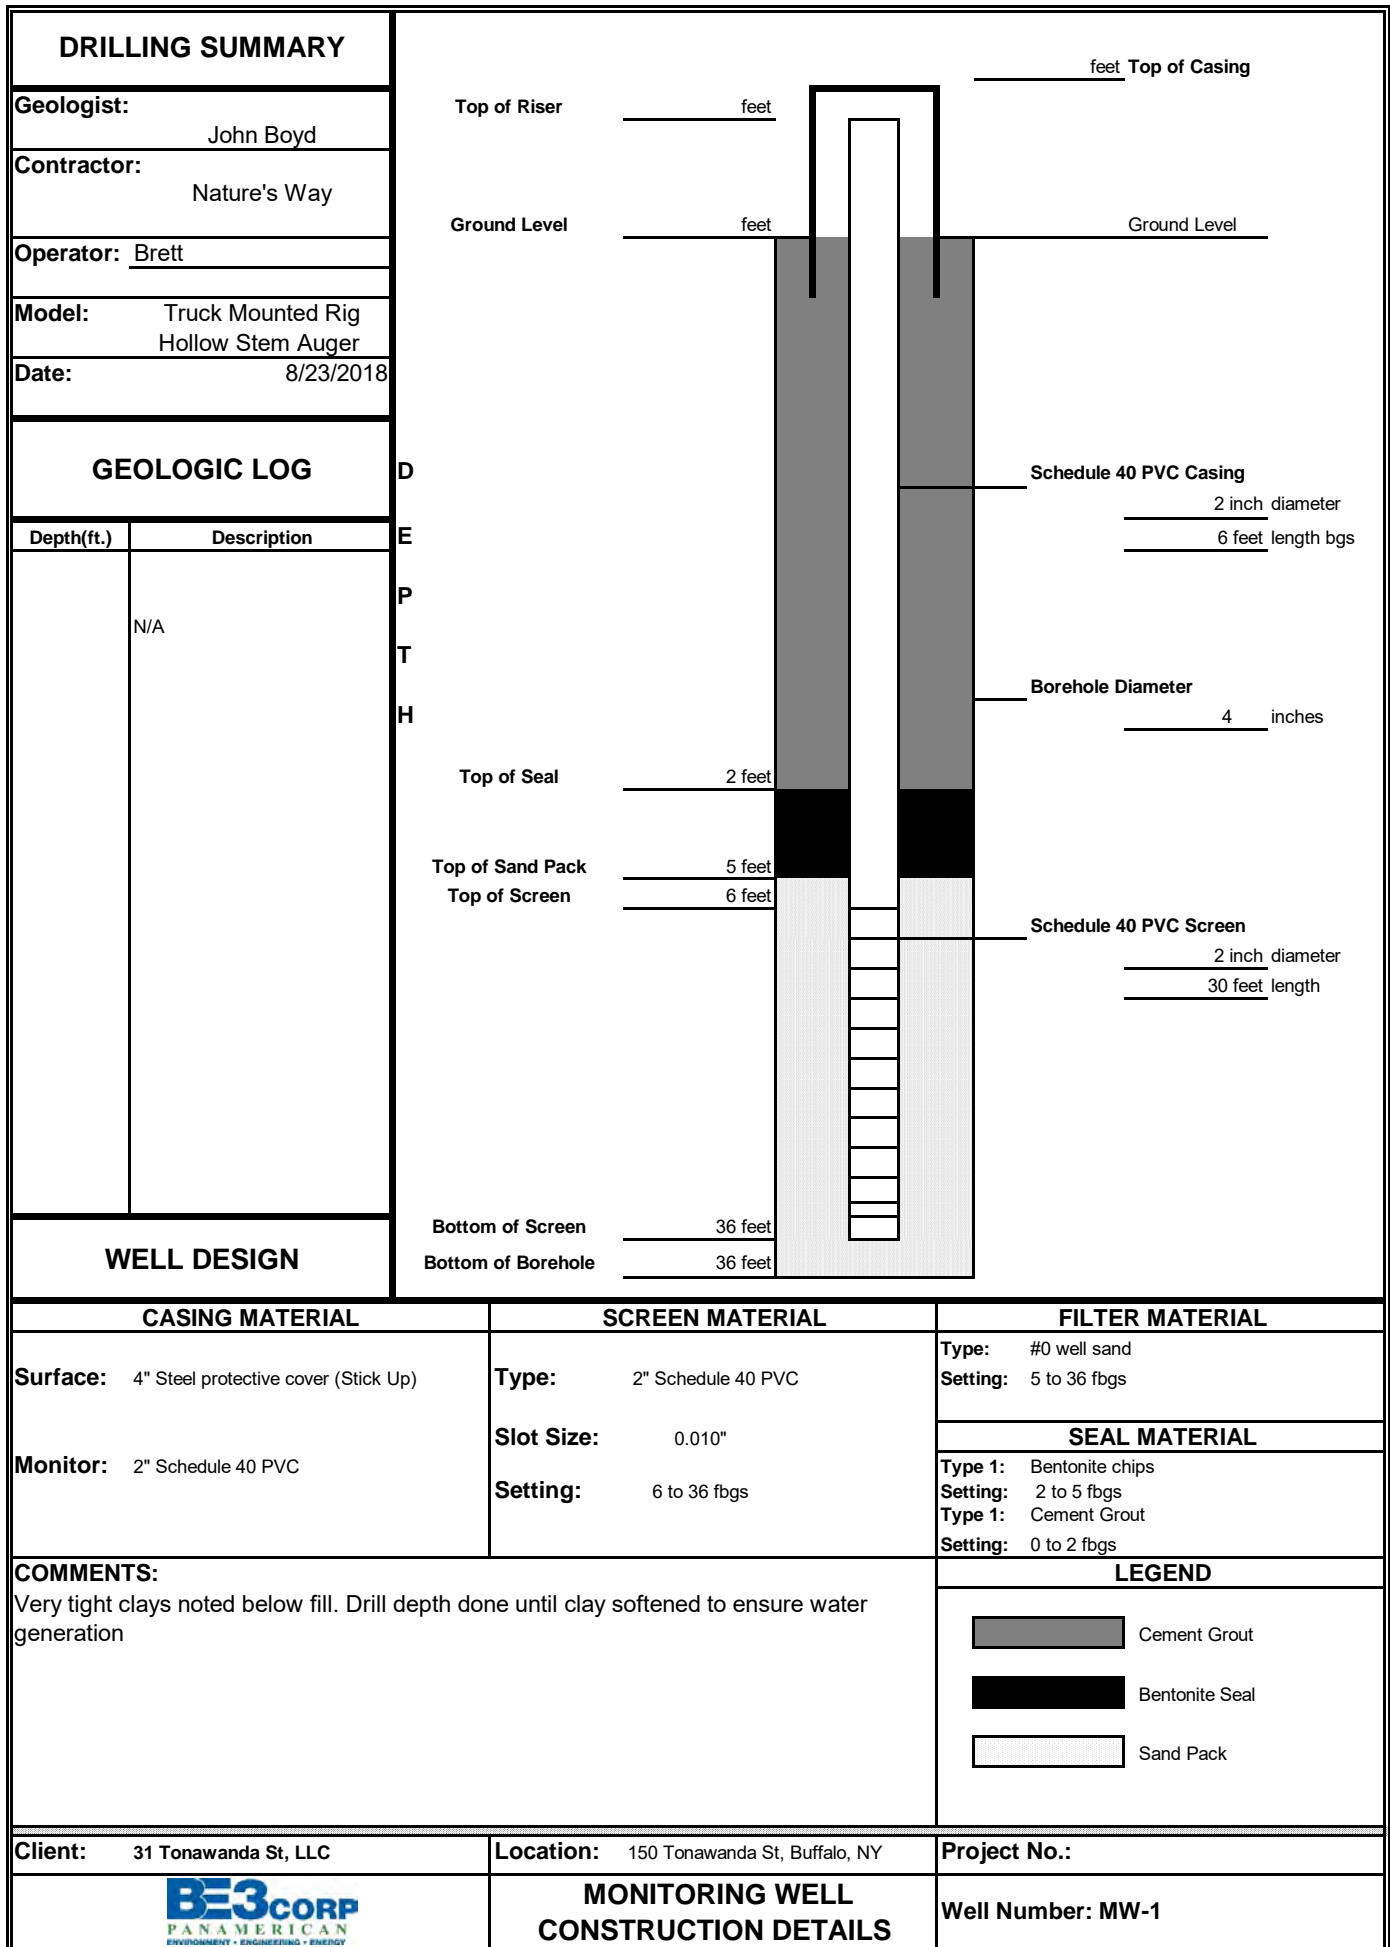 DRILLING SUMMARY
Geologist:
John Boyd
Contractor:
Nature's Way
Operator: Brett
Model: Truck Mounted Rig
Hollow Stem Auger
Date: 8/23/2018
GEOLOGIC LOG
Depth(ft.) Description
N/A
WELL DESIGN
D
E
P
T
H
feet Top of Casing
Top of Riser feet
Ground Level feet
Ground Level
Schedule 40 PVC Casing
2 inch diameter
6 feet length bgs
Borehole Diameter
4 inches
Top of Seal 2 feet
Top of Sand Pack 5 feet
Top of Screen 6 feet
Schedule 40 PVC Screen
2 inch diameter
30 feet length
Bottom of Screen 36 feet
Bottom of Borehole 36 feet
CASING MATERIAL
Surface: 4" Steel protective cover (Stick Up)
Monitor: 2" Schedule 40 PVC
SCREEN MATERIAL
Type: 2" Schedule 40 PVC
Slot Size: 0.010"
Setting: 6 to 36 fbgs
FILTER MATERIAL
Type: #0 well sand
Setting: 5 to 36 fbgs
SEAL MATERIAL
Type 1: Bentonite chips
Setting: 2 to 5 fbgs
Type 1: Cement Grout
Setting: 0 to 2 fbgs
COMMENTS:
Very tight clays noted below fill. Drill depth done until clay softened to ensure water
generation
LEGEND
Cement Grout
Bentonite Seal
Sand Pack
Client: 31 Tonawanda St, LLC
Location: 150 Tonawanda St, Buffalo, NY
Project No.:
BE3CORP
PANAMERICAN
ENVIRONMENT • ENGINEERING • ENERGY
MONITORING WELL
CONSTRUCTION DETAILS
Well Number: MW-1